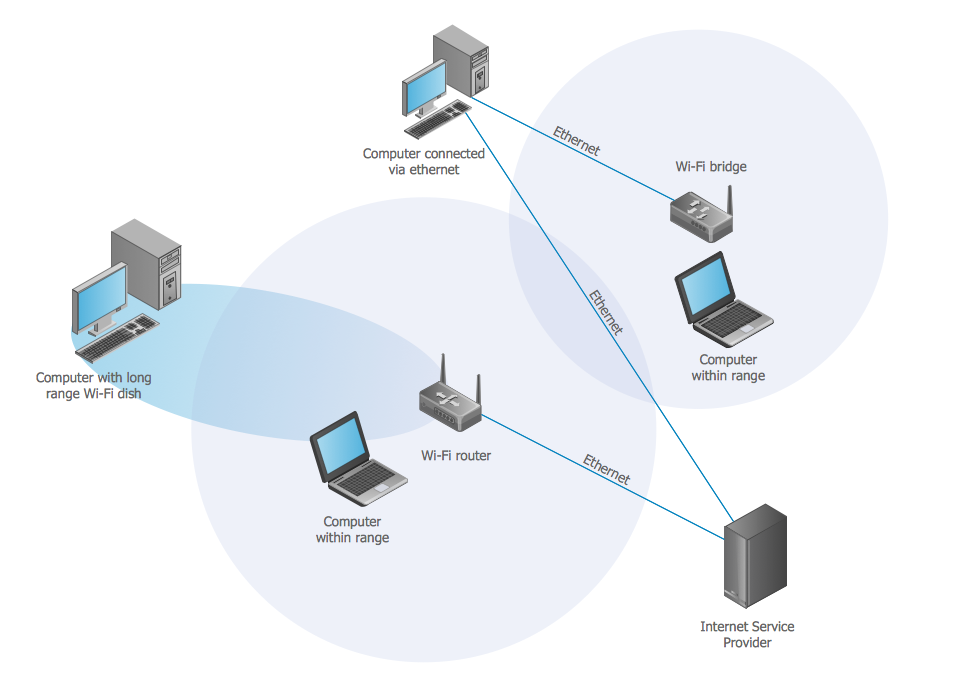 Computer connected
via ethernet
Ethernet
Wi-Fi bridge
Computer
within range
Ethernet
Computer with long
range Wi-Fi dish
Wi-Fi router
Ethernet
Computer
within range
Internet Service
Provider